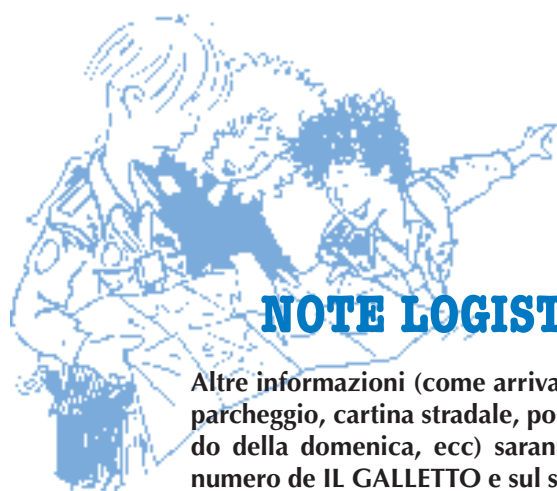 NOTE LOGIST
Altre informazioni (come arriva
parcheggio, cartina stradale, po
do della domenica, ecc) saran
numero de IL GALLETTO e sul s